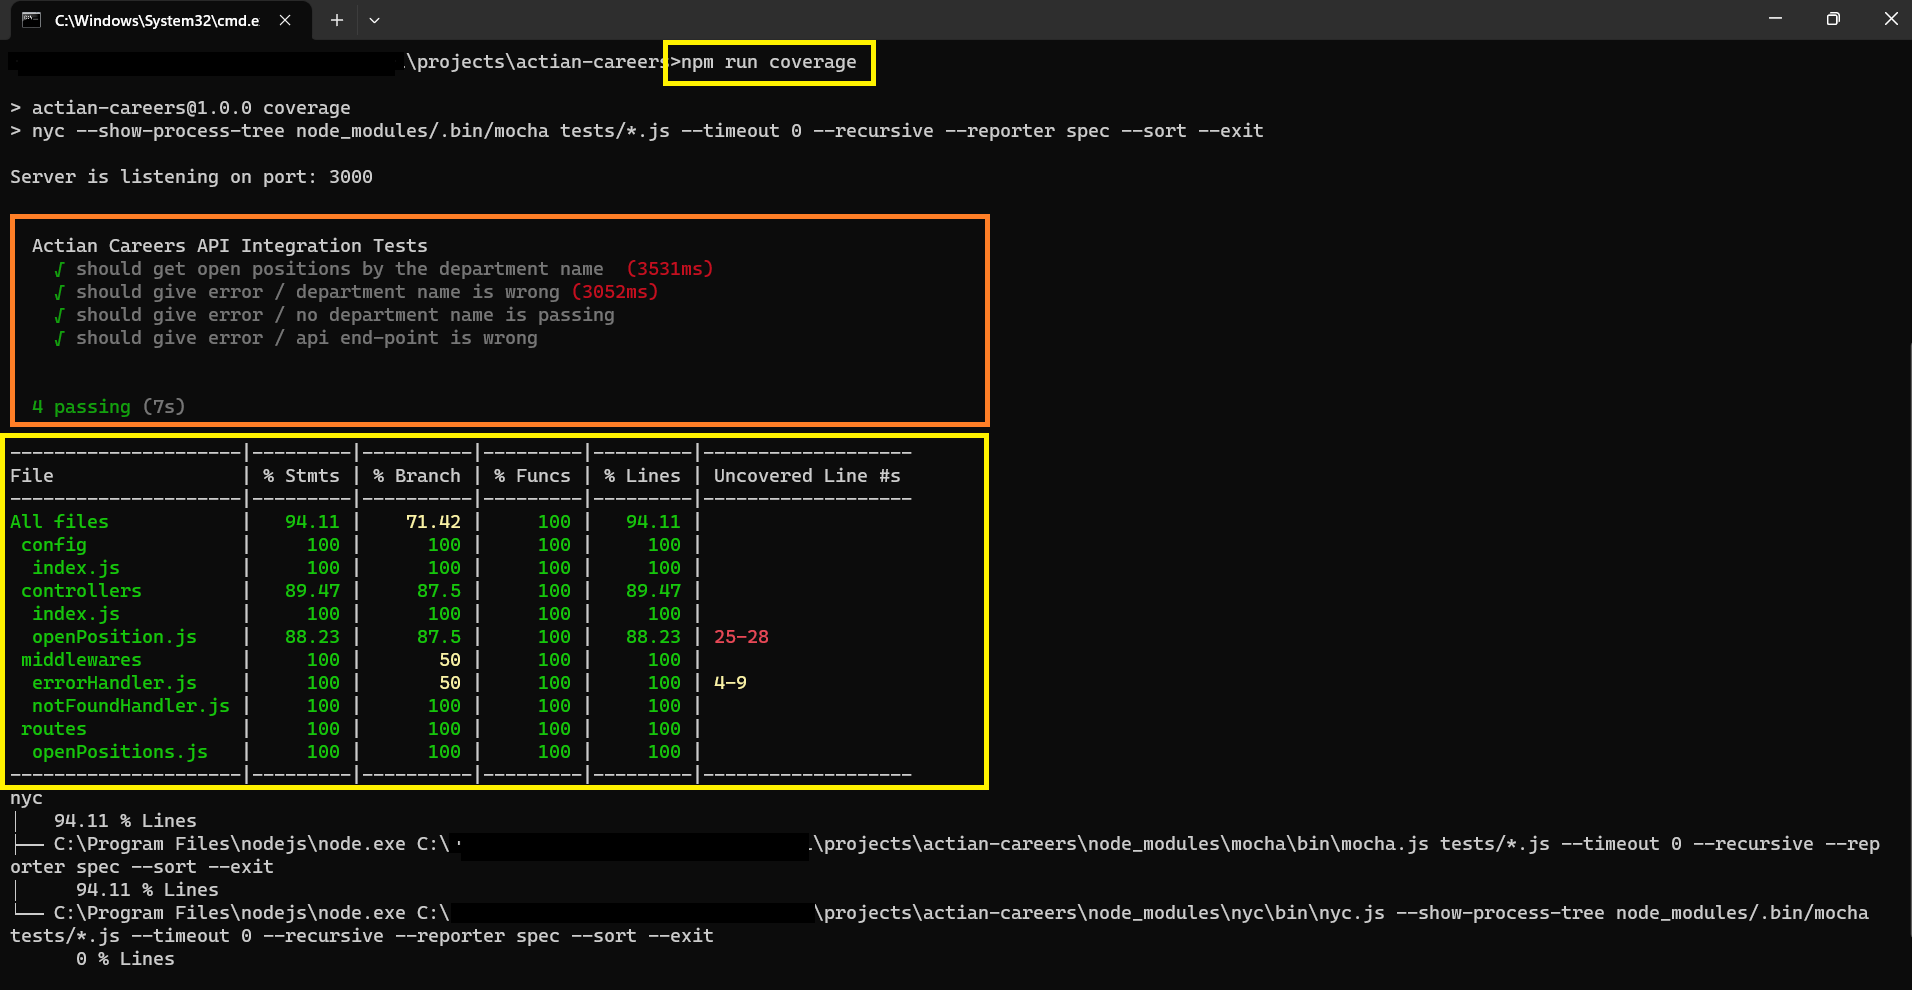 C:\Windows\System32\cmd.e
\projects\actian-careers>npm run coverage
> actian-careers@1.0.0 coverage
> nyc --show-process-tree node_modules/.bin/mocha tests/*.js --timeout 0 --recursive --reporter spec --sort --exit
Server is listening on port: 3000
Actian Careers API Integration Tests
√ should get open positions by the department name  (3531ms)
√ should give error / department name is wrong (3052ms)
√ should give error / no department name is passing
√ should give error / api end-point is wrong
4 passing (7s)
---------------------|---------|----------|---------|---------|-------------------
File                 | % Stmts | % Branch | % Funcs | % Lines | Uncovered Line #s
---------------------|---------|----------|---------|---------|-------------------
All files            |   94.11 |    71.42 |     100 |   94.11 |
 config              |     100 |      100 |     100 |     100 |
  index.js           |     100 |      100 |     100 |     100 |
 controllers         |   89.47 |     87.5 |     100 |   89.47 |
  index.js           |     100 |      100 |     100 |     100 |
  openPosition.js    |   88.23 |     87.5 |     100 |   88.23 | 25-28
 middlewares         |     100 |       50 |     100 |     100 |
  errorHandler.js    |     100 |       50 |     100 |     100 | 4-9
  notFoundHandler.js |     100 |      100 |     100 |     100 |
 routes              |     100 |      100 |     100 |     100 |
  openPositions.js   |     100 |      100 |     100 |     100 |
---------------------|---------|----------|---------|---------|-------------------
nyc
│   94.11 % Lines
├── C:\Program Files\nodejs\node.exe C:\ \projects\actian-careers\node_modules\mocha\bin\mocha.js tests/*.js --timeout 0 --recursive --rep
orter spec --sort --exit
│     94.11 % Lines
└── C:\Program Files\nodejs\node.exe C:\ \projects\actian-careers\node_modules\nyc\bin\nyc.js --show-process-tree node_modules/.bin/mocha
tests/*.js --timeout 0 --recursive --reporter spec --sort --exit
      0 % Lines